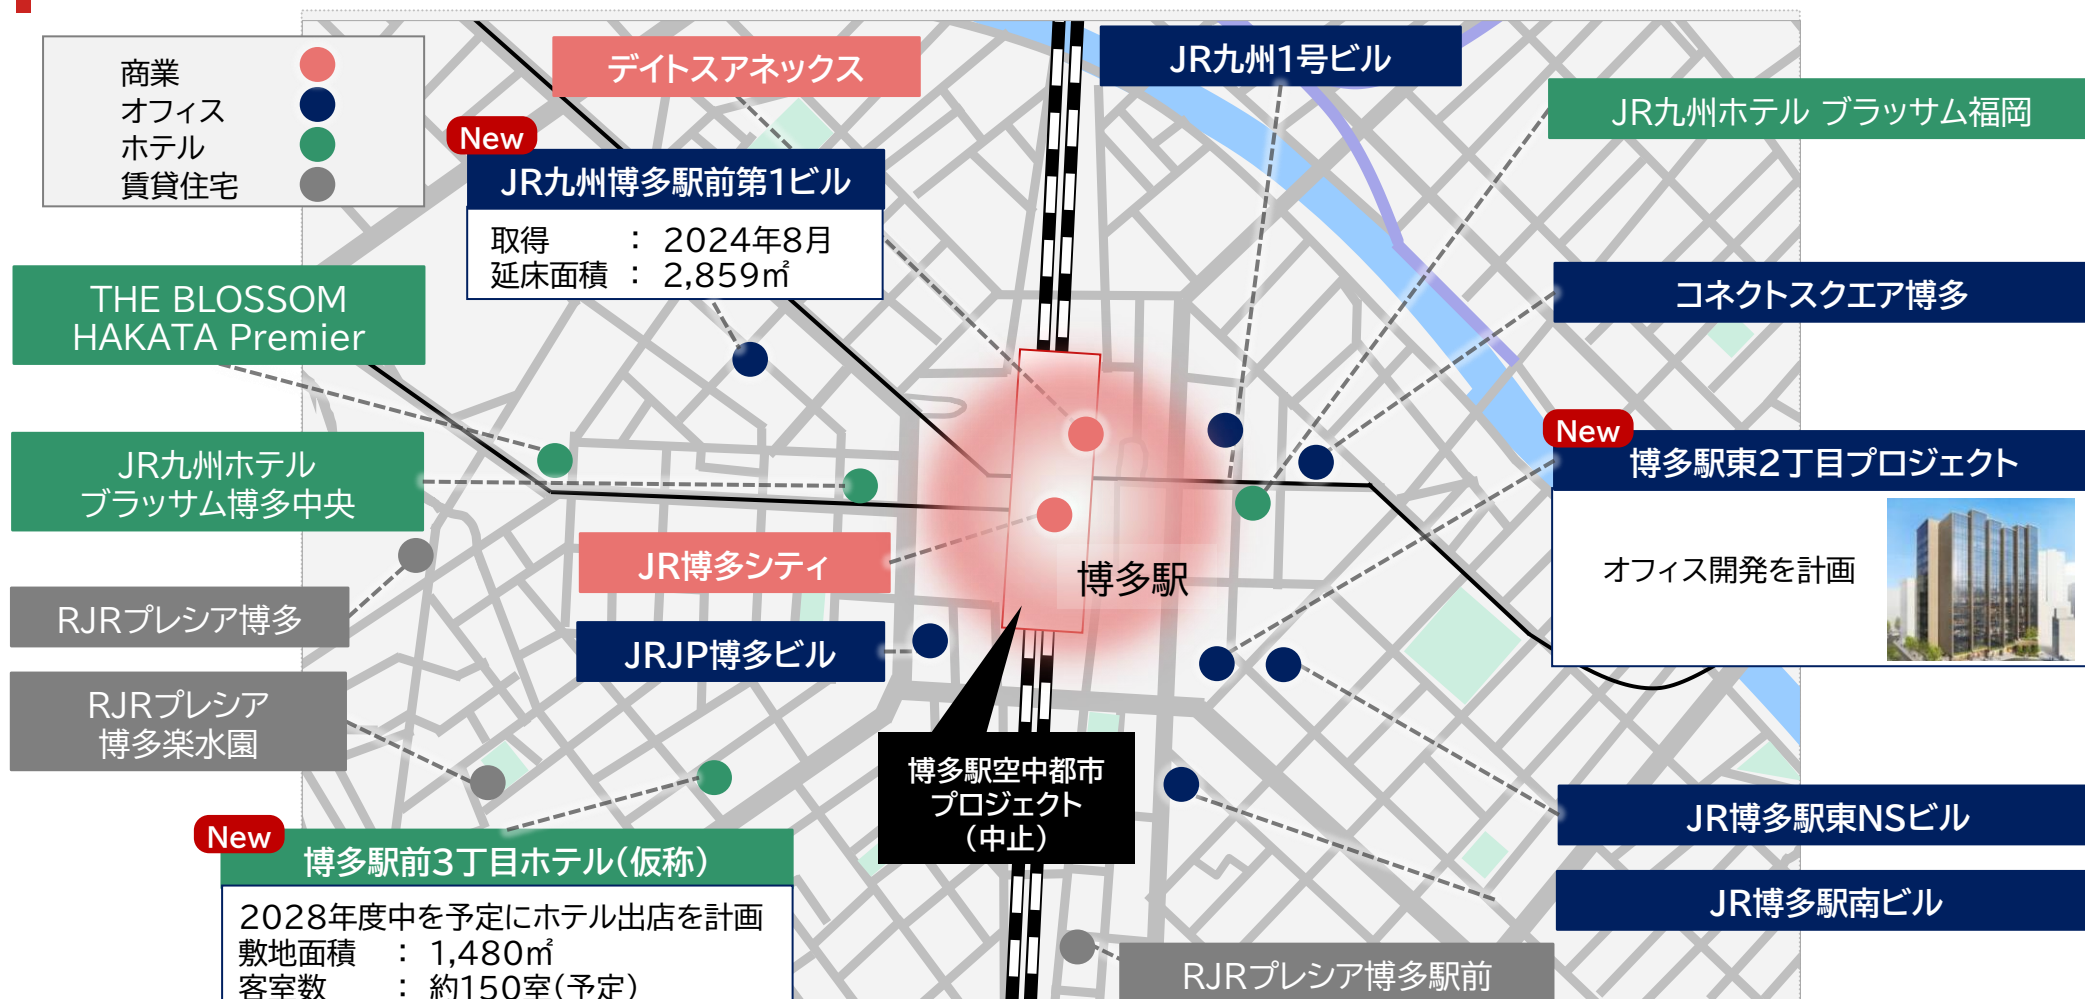 商業
オフィス
ホテル
賃貸住宅
デイトスアネックス
JR九州1号ビル
JR九州ホテル ブラッサム福岡
New
JR九州博多駅前第1ビル
取得 : 2024年8月
延床面積 : 2,859㎡
THE BLOSSOM
HAKATA Premier
コネクトスクエア博多
JR九州ホテル
ブラッサム博多中央
New
博多駅東2丁目プロジェクト
オフィス開発を計画
JR博多シティ
博多駅
RJRプレシア博多
JRJP博多ビル
RJRプレシア
博多楽水園
博多駅空中都市
プロジェクト
(中止)
JR博多駅東NSビル
New
博多駅前3丁目ホテル(仮称)
2028年度中を予定にホテル出店を計画
敷地面積 : 1,480㎡
客室数 : 約150室(予定)
JR博多駅南ビル
RJRプレシア博多駅前